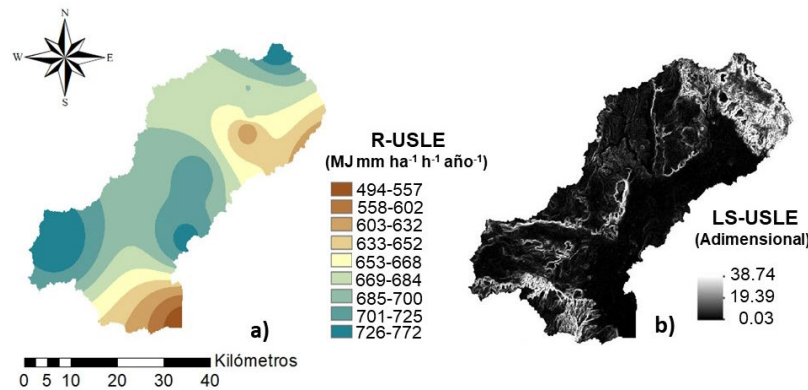 N
W E
S
R-USLE
(MJ mm ha⁻¹ h⁻¹ año⁻¹)
494-557
558-602
603-632
633-652
653-668
669-684
685-700
701-725
726-772
a)
Kilómetros
0 5 10 20 30 40
LS-USLE
(Adimensional)
38.74
19.39
0.03
b)